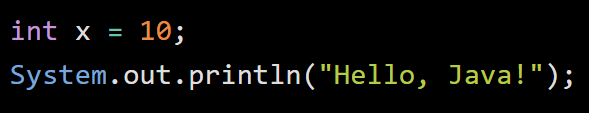 int x = 10;
System.out.println("Hello, Java!");